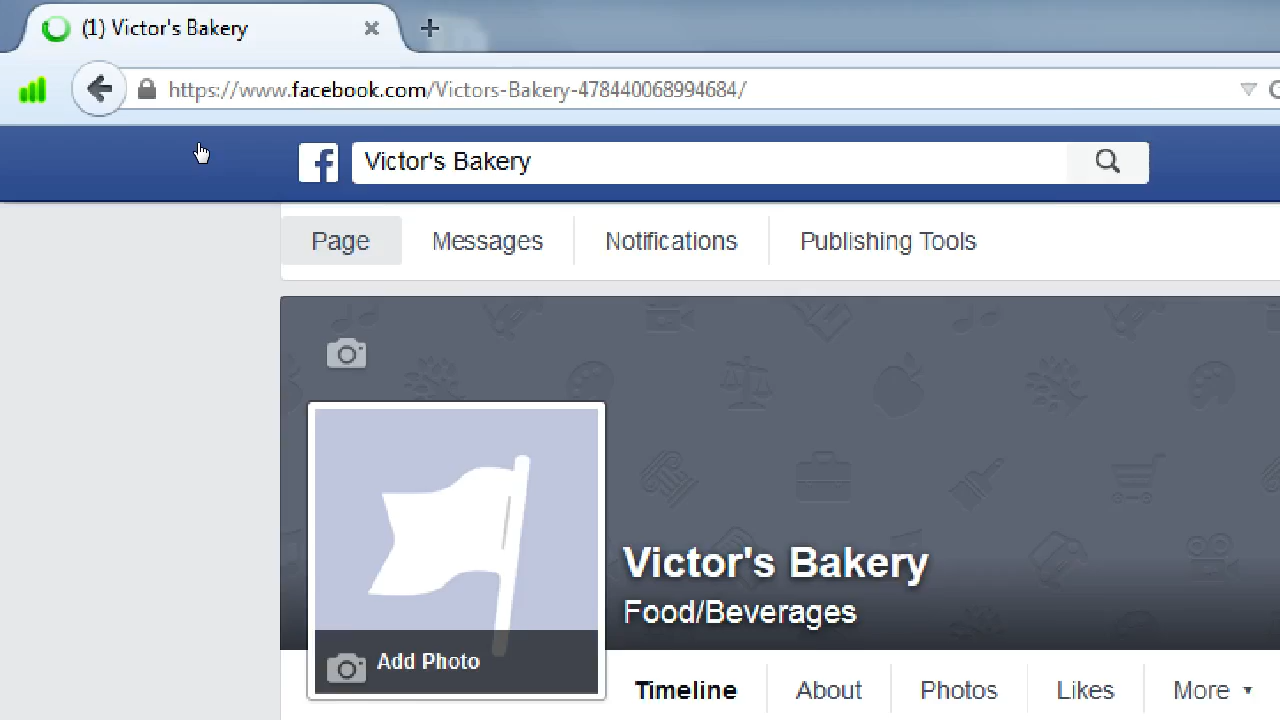 (1) Victor's Bakery
https://www.facebook.com/Victors-Bakery-478440068994684/
f Victor's Bakery
Page Messages Notifications Publishing Tools
Victor's Bakery
Food/Beverages
Add Photo
Timeline About Photos Likes More